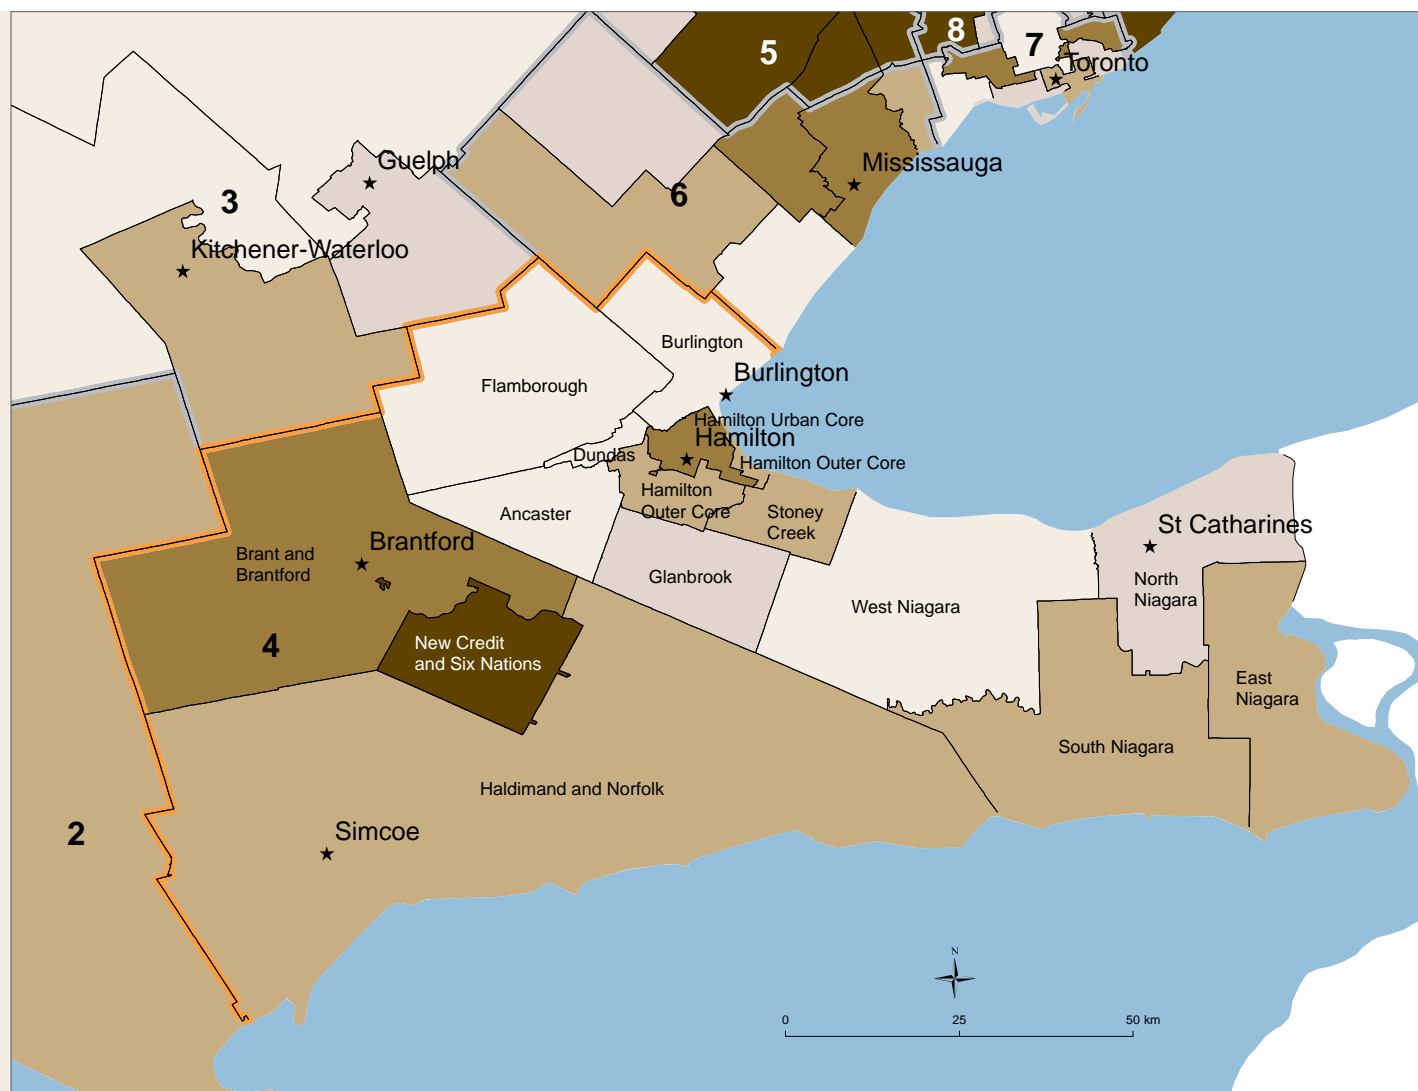 8
7
5
Toronto
Guelph
Mississauga
6
3
Kitchener-Waterloo
Burlington
Burlington
Flamborough
Hamilton Urban Core
Hamilton
Dundas
Hamilton Outer Core
Hamilton
Outer Core
Ancaster
Stoney
Creek
St Catharines
Brantford
Brant and
Brantford
Glanbrook
North
Niagara
West Niagara
4
New Credit
and Six Nations
East
Niagara
South Niagara
Haldimand and Norfolk
2
Simcoe
N
0
25
50 km